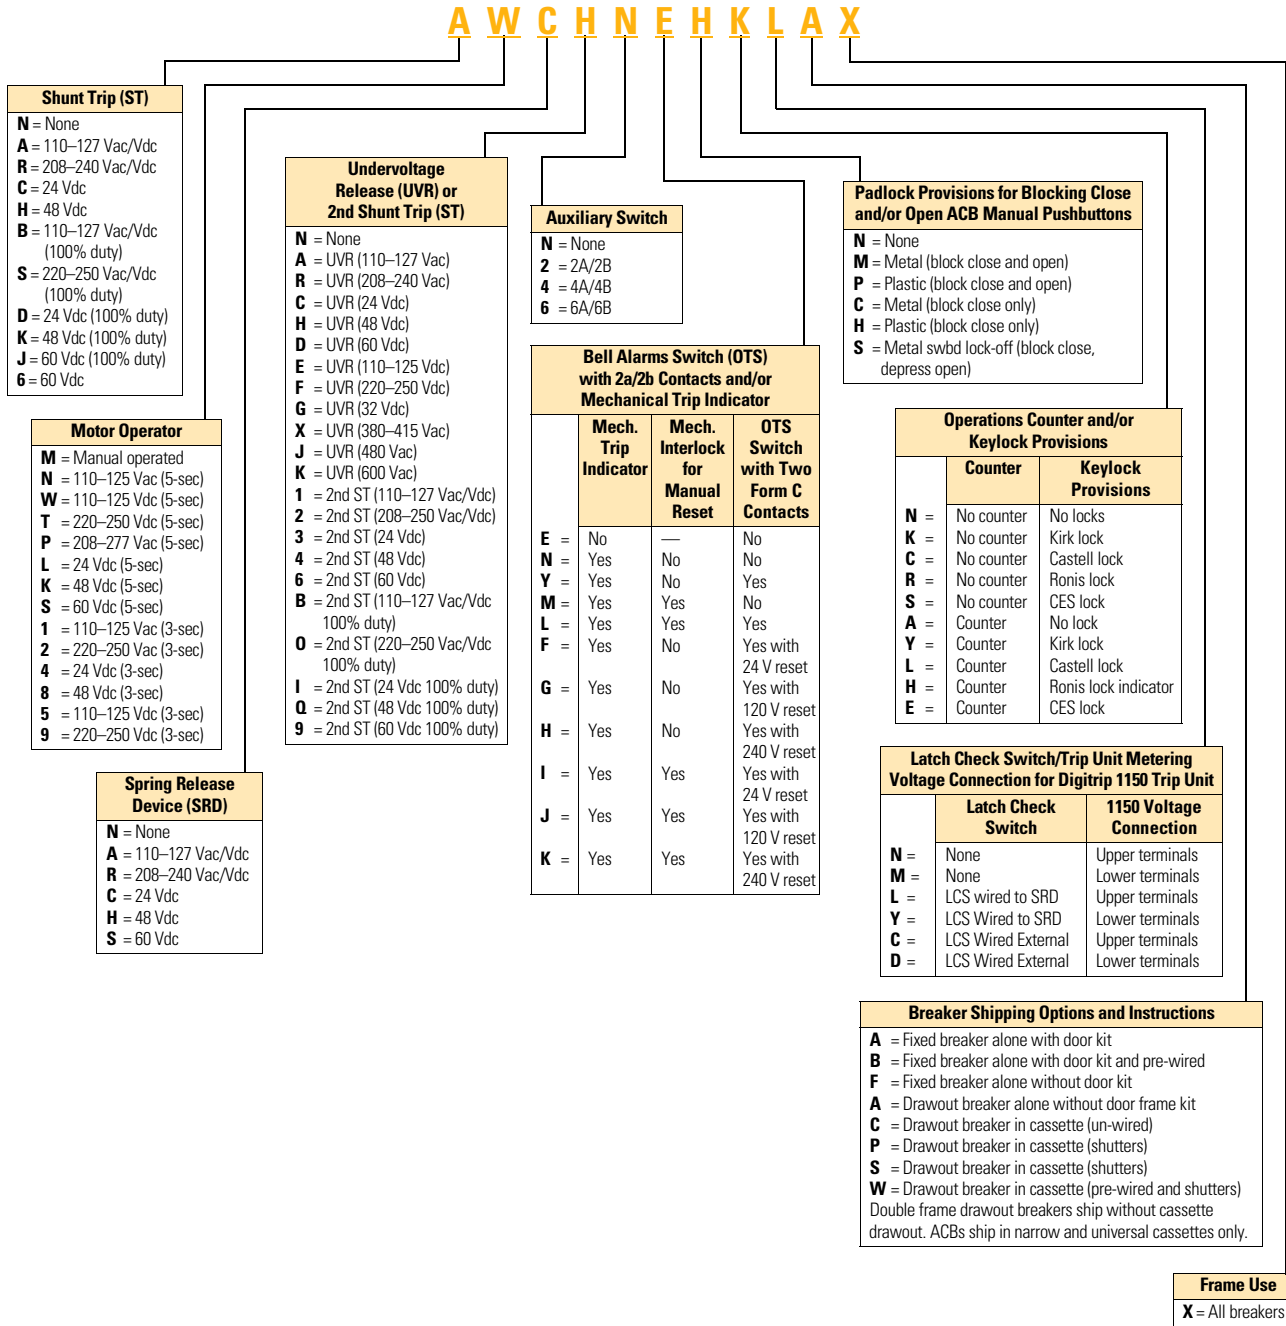 A W C H N E H K L A X
Shunt Trip (ST)
N = None
A = 110–127 Vac/Vdc
R = 208–240 Vac/Vdc
C = 24 Vdc
H = 48 Vdc
B = 110–127 Vac/Vdc
(100% duty)
S = 220–250 Vac/Vdc
(100% duty)
D = 24 Vdc (100% duty)
K = 48 Vdc (100% duty)
J = 60 Vdc (100% duty)
6 = 60 Vdc
Motor Operator
M = Manual operated
N = 110–125 Vac (5-sec)
W = 110–125 Vdc (5-sec)
T = 220–250 Vdc (5-sec)
P = 208–277 Vac (5-sec)
L = 24 Vdc (5-sec)
K = 48 Vdc (5-sec)
S = 60 Vdc (5-sec)
1 = 110–125 Vac (3-sec)
2 = 220–250 Vac (3-sec)
4 = 24 Vdc (3-sec)
8 = 48 Vdc (3-sec)
5 = 110–125 Vdc (3-sec)
9 = 220–250 Vdc (3-sec)
Spring Release
Device (SRD)
N = None
A = 110–127 Vac/Vdc
R = 208–240 Vac/Vdc
C = 24 Vdc
H = 48 Vdc
S = 60 Vdc
Undervoltage
Release (UVR) or
2nd Shunt Trip (ST)
N = None
A = UVR (110–127 Vac)
R = UVR (208–240 Vac)
C = UVR (24 Vdc)
H = UVR (48 Vdc)
D = UVR (60 Vdc)
E = UVR (110–125 Vdc)
F = UVR (220–250 Vdc)
G = UVR (32 Vdc)
X = UVR (380–415 Vac)
J = UVR (480 Vac)
K = UVR (600 Vac)
1 = 2nd ST (110–127 Vac/Vdc)
2 = 2nd ST (208–250 Vac/Vdc)
3 = 2nd ST (24 Vdc)
4 = 2nd ST (48 Vdc)
6 = 2nd ST (60 Vdc)
B = 2nd ST (110–127 Vac/Vdc
100% duty)
O = 2nd ST (220–250 Vac/Vdc
100% duty)
I = 2nd ST (24 Vdc 100% duty)
Q = 2nd ST (48 Vdc 100% duty)
9 = 2nd ST (60 Vdc 100% duty)
Auxiliary Switch
N = None
2 = 2A/2B
4 = 4A/4B
6 = 6A/6B
Bell Alarms Switch (OTS)
with 2a/2b Contacts and/or
Mechanical Trip Indicator
Mech. Mech. OTS
Trip Interlock Switch
Indicator for with Two
Manual Form C
Reset Contacts
E = No — No
N = Yes No No
Y = Yes No Yes
M = Yes Yes No
L = Yes Yes Yes
F = Yes No Yes with
24 V reset
G = Yes No Yes with
120 V reset
H = Yes No Yes with
240 V reset
I = Yes Yes Yes with
24 V reset
J = Yes Yes Yes with
120 V reset
K = Yes Yes Yes with
240 V reset
Padlock Provisions for Blocking Close
and/or Open ACB Manual Pushbuttons
N = None
M = Metal (block close and open)
P = Plastic (block close and open)
C = Metal (block close only)
H = Plastic (block close only)
S = Metal swbd lock-off (block close,
depress open)
Operations Counter and/or
Keylock Provisions
Counter Keylock
Provisions
N = No counter No locks
K = No counter Kirk lock
C = No counter Castell lock
R = No counter Ronis lock
S = No counter CES lock
A = Counter No lock
Y = Counter Kirk lock
L = Counter Castell lock
H = Counter Ronis lock indicator
E = Counter CES lock
Latch Check Switch/Trip Unit Metering
Voltage Connection for Digitrip 1150 Trip Unit
Latch Check 1150 Voltage
Switch Connection
N = None Upper terminals
M = None Lower terminals
L = LCS wired to SRD Upper terminals
Y = LCS Wired to SRD Lower terminals
C = LCS Wired External Upper terminals
D = LCS Wired External Lower terminals
Breaker Shipping Options and Instructions
A = Fixed breaker alone with door kit
B = Fixed breaker alone with door kit and pre-wired
F = Fixed breaker alone without door kit
A = Drawout breaker alone without door frame kit
C = Drawout breaker in cassette (un-wired)
P = Drawout breaker in cassette (shutters)
S = Drawout breaker in cassette (shutters)
W = Drawout breaker in cassette (pre-wired and shutters)
Double frame drawout breakers ship without cassette
drawout. ACBs ship in narrow and universal cassettes only.
Frame Use
X = All breakers